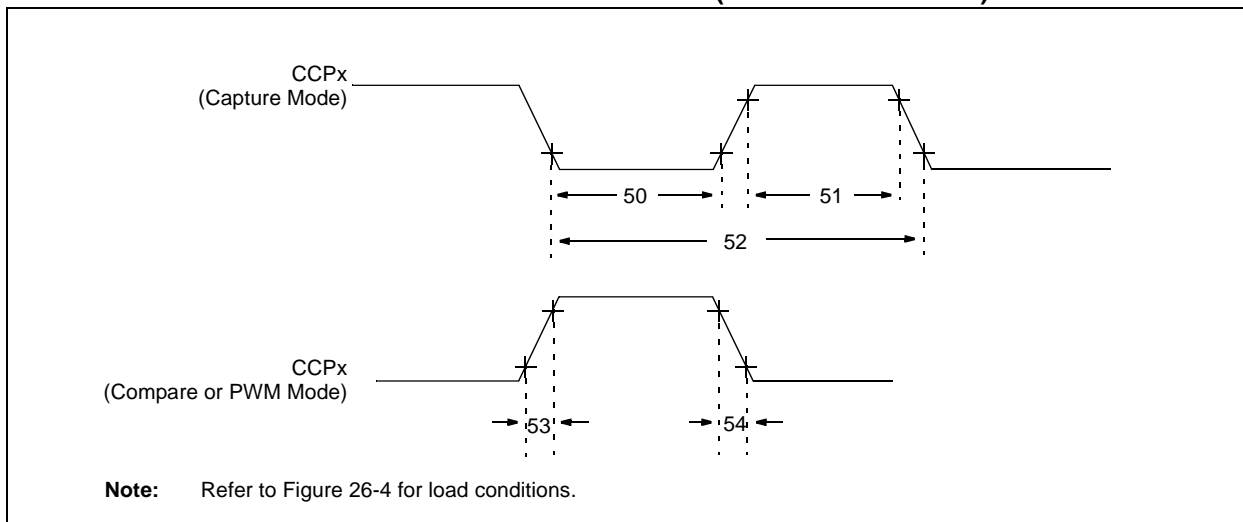 CCPx
(Capture Mode)
50
51
52
CCPx
(Compare or PWM Mode)
53
54
Note: Refer to Figure 26-4 for load conditions.